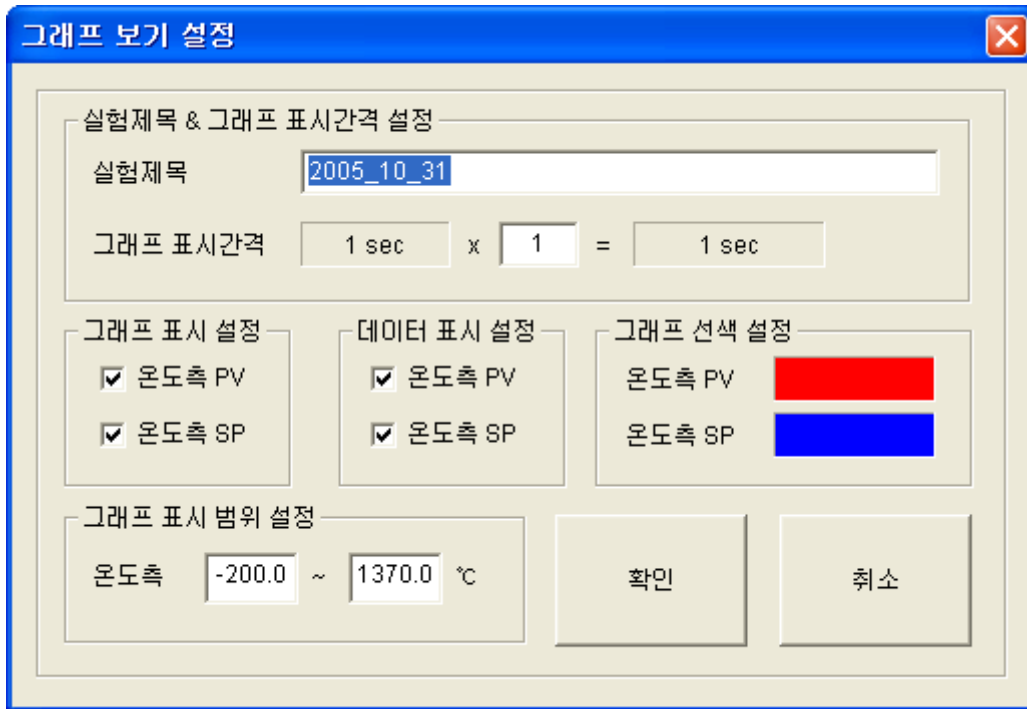 그래프 보기 설정
실험제목 & 그래프 표시간격 설정
실험제목 2005_10_31
그래프 표시간격 1 sec x 1 = 1 sec
그래프 표시 설정
온도측 PV
온도측 SP
데이터 표시 설정
온도측 PV
온도측 SP
그래프 선색 설정
온도측 PV
온도측 SP
그래프 표시 범위 설정
온도측 -200.0 ~ 1370.0 ℃
확인
취소